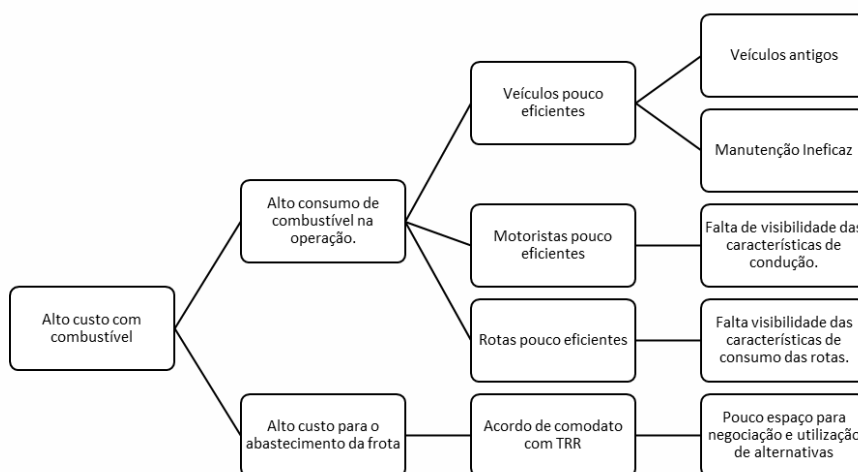 Alto custo com
combustível
Alto consumo de
combustível na
operação.
Alto custo para o
abastecimento da frota
Veículos pouco
eficientes
Motoristas pouco
eficientes
Rotas pouco eficientes
Acordo de comodato
com TRR
Veículos antigos
Manutenção Ineficaz
Falta de visibilidade das
características de
condução.
Falta visibilidade das
características de
consumo das rotas.
Pouco espaço para
negociação e utilização
de alternativas